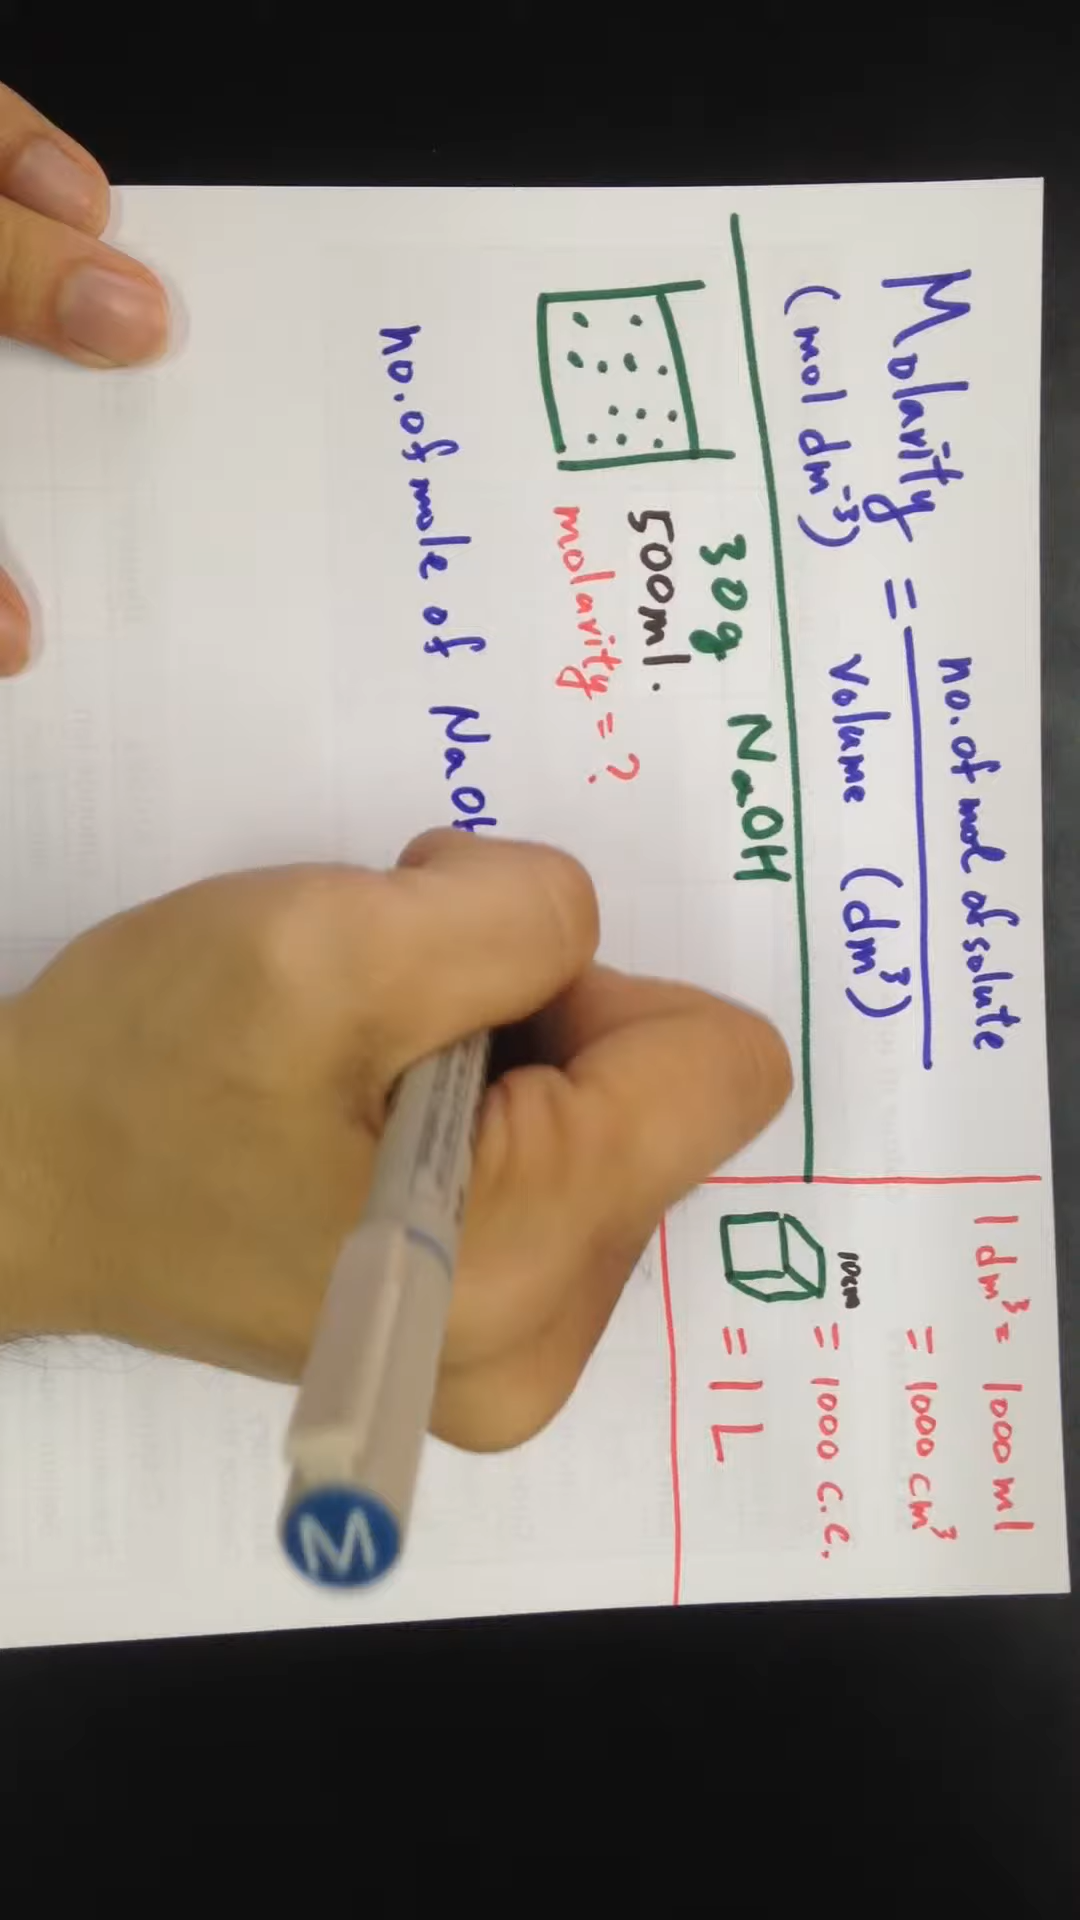 no. of mol of solute
Molarity = 
(mol dm⁻³) volume (dm³)
1 dm³ = 1000 ml
= 1000 cm³
10cm
= 1000 c.c.
= 1 L
30g NaOH
500ml.
molarity = ?
no. of mole of NaOH
M